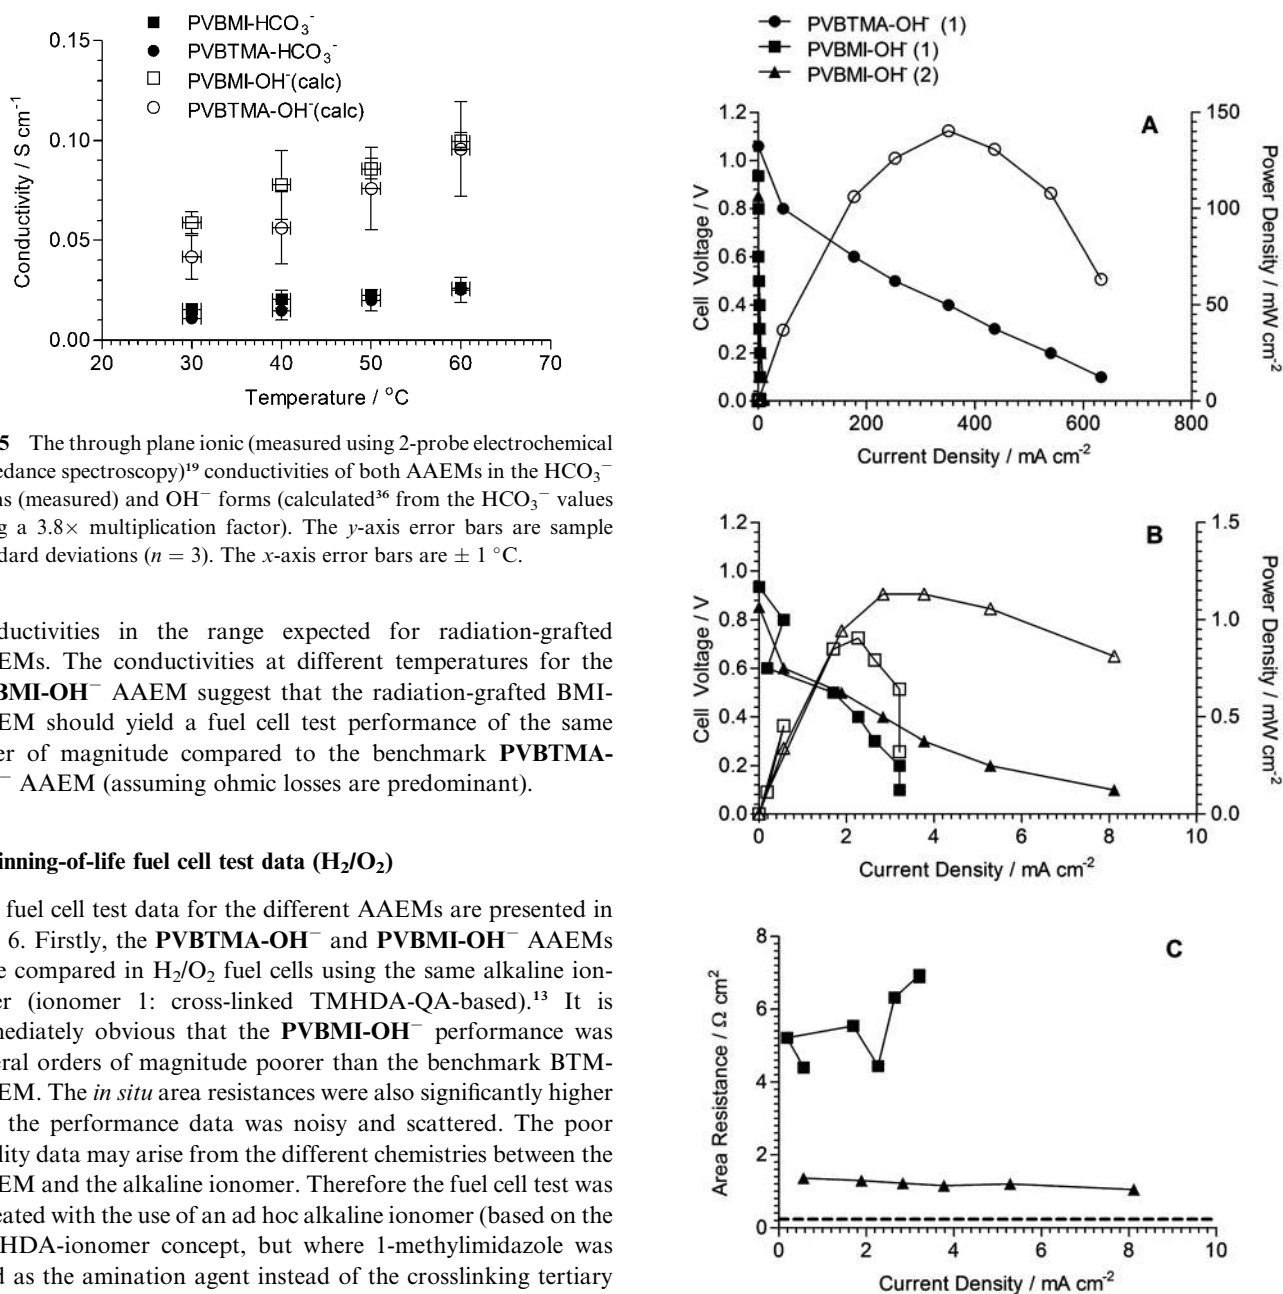 PVBMI-HCO₃⁻
PVBTMA-HCO₃⁻
PVBMI-OH⁻(calc)
PVBTMA-OH⁻(calc)
0.15
0.10
0.05
0.00
Conductivity / S cm⁻¹
20 30 40 50 60 70
Temperature / °C
5 The through plane ionic (measured using 2-probe electrochemical
edance spectroscopy)¹⁹ conductivities of both AAEMs in the HCO₃⁻
ns (measured) and OH⁻ forms (calculated³⁶ from the HCO₃⁻ values
g a 3.8× multiplication factor). The y-axis error bars are sample
dard deviations (n = 3). The x-axis error bars are ± 1 °C.
ductivities in the range expected for radiation-grafted
EMs. The conductivities at different temperatures for the
BMI-OH⁻ AAEM suggest that the radiation-grafted BMI-
EM should yield a fuel cell test performance of the same
er of magnitude compared to the benchmark PVBTMA-
⁻ AAEM (assuming ohmic losses are predominant).
inning-of-life fuel cell test data (H₂/O₂)
fuel cell test data for the different AAEMs are presented in
6. Firstly, the PVBTMA-OH⁻ and PVBMI-OH⁻ AAEMs
e compared in H₂/O₂ fuel cells using the same alkaline ion-
er (ionomer 1: cross-linked TMHDA-QA-based).¹³ It is
mediately obvious that the PVBMI-OH⁻ performance was
eral orders of magnitude poorer than the benchmark BTM-
EM. The in situ area resistances were also significantly higher
the performance data was noisy and scattered. The poor
lity data may arise from the different chemistries between the
EM and the alkaline ionomer. Therefore the fuel cell test was
eated with the use of an ad hoc alkaline ionomer (based on the
HDA-ionomer concept, but where 1-methylimidazole was
d as the amination agent instead of the crosslinking tertiary
PVBTMA-OH⁻ (1)
PVBMI-OH⁻ (1)
PVBMI-OH⁻ (2)
A
1.2 150
1.0
0.8 100
0.6
0.4 50
0.2
0.0 0
Cell Voltage / V
Power Density / mW cm⁻²
0 200 400 600 800
Current Density / mA cm⁻²
B
1.2 1.5
1.0
0.8 1.0
0.6
0.4 0.5
0.2
0.0 0.0
Cell Voltage / V
Power Density / mW cm⁻²
0 2 4 6 8 10
Current Density / mA cm⁻²
C
8
6
4
2
0
Area Resistance / Ω cm²
0 2 4 6 8 10
Current Density / mA cm⁻²